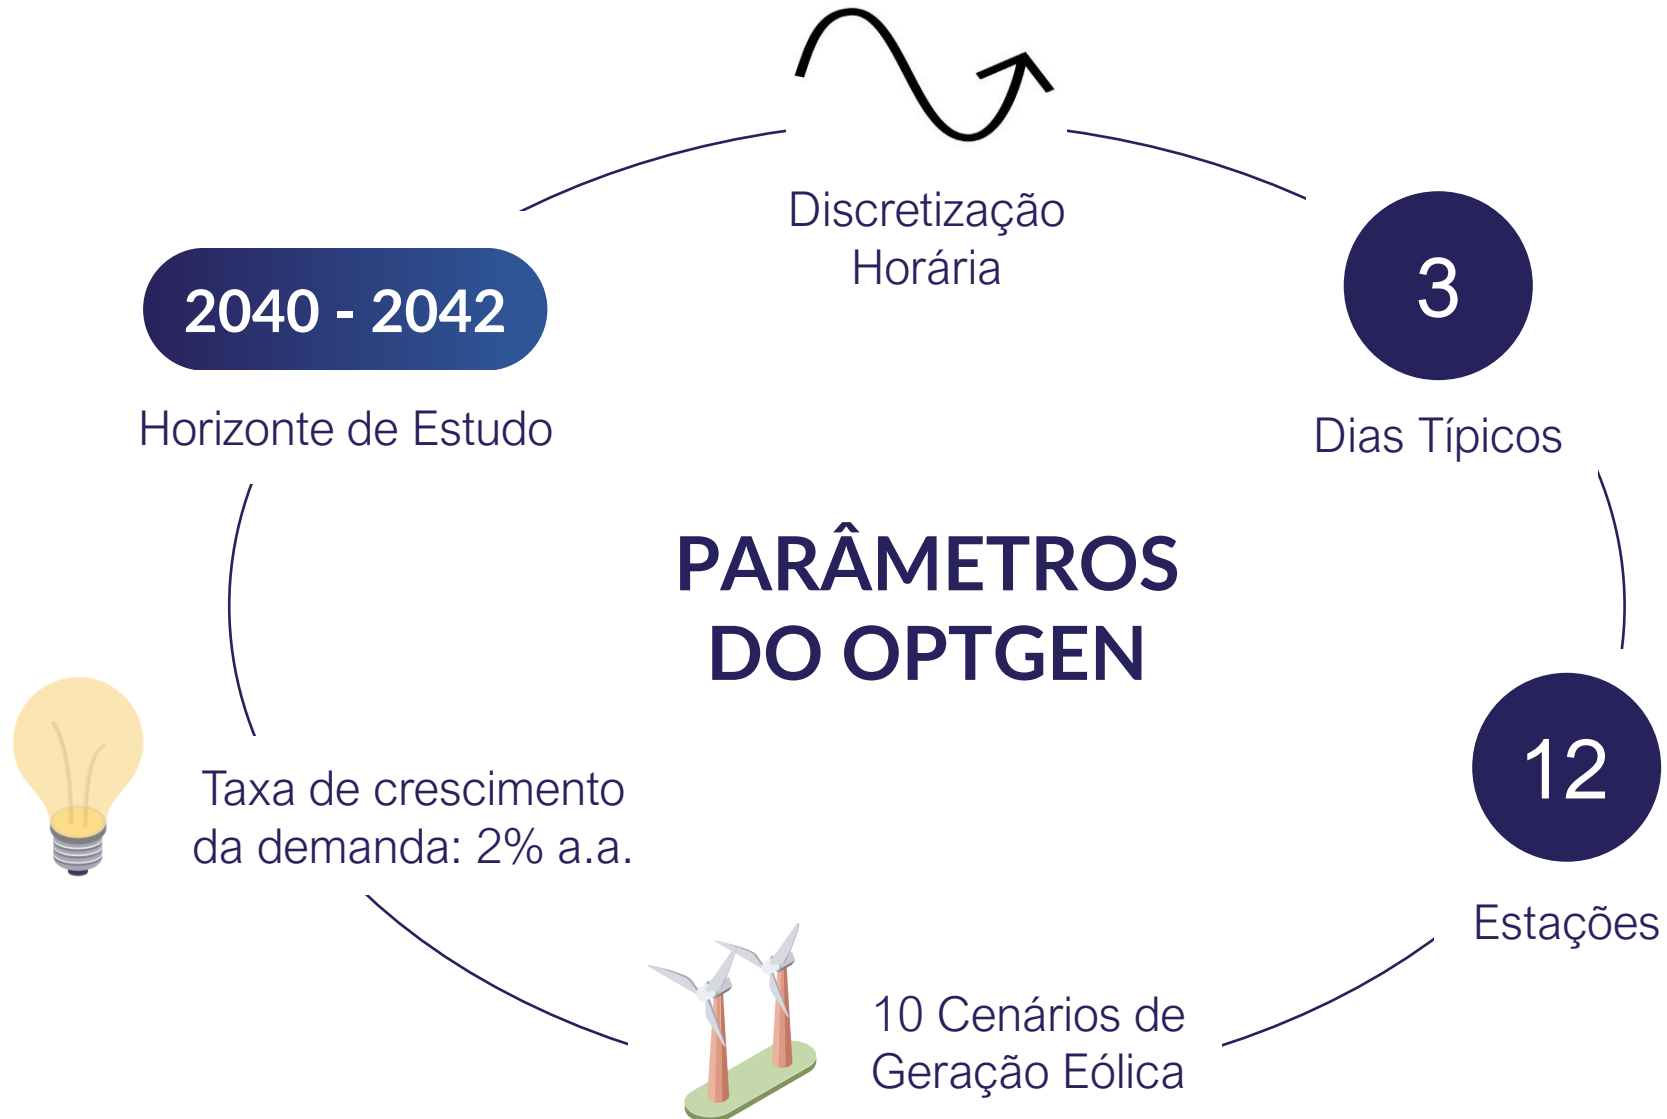 Discretização
Horária
3
Dias Típicos
2040 - 2042
Horizonte de Estudo
PARÂMETROS
DO OPTGEN
12
Estações
Taxa de crescimento
da demanda: 2% a.a.
10 Cenários de
Geração Eólica